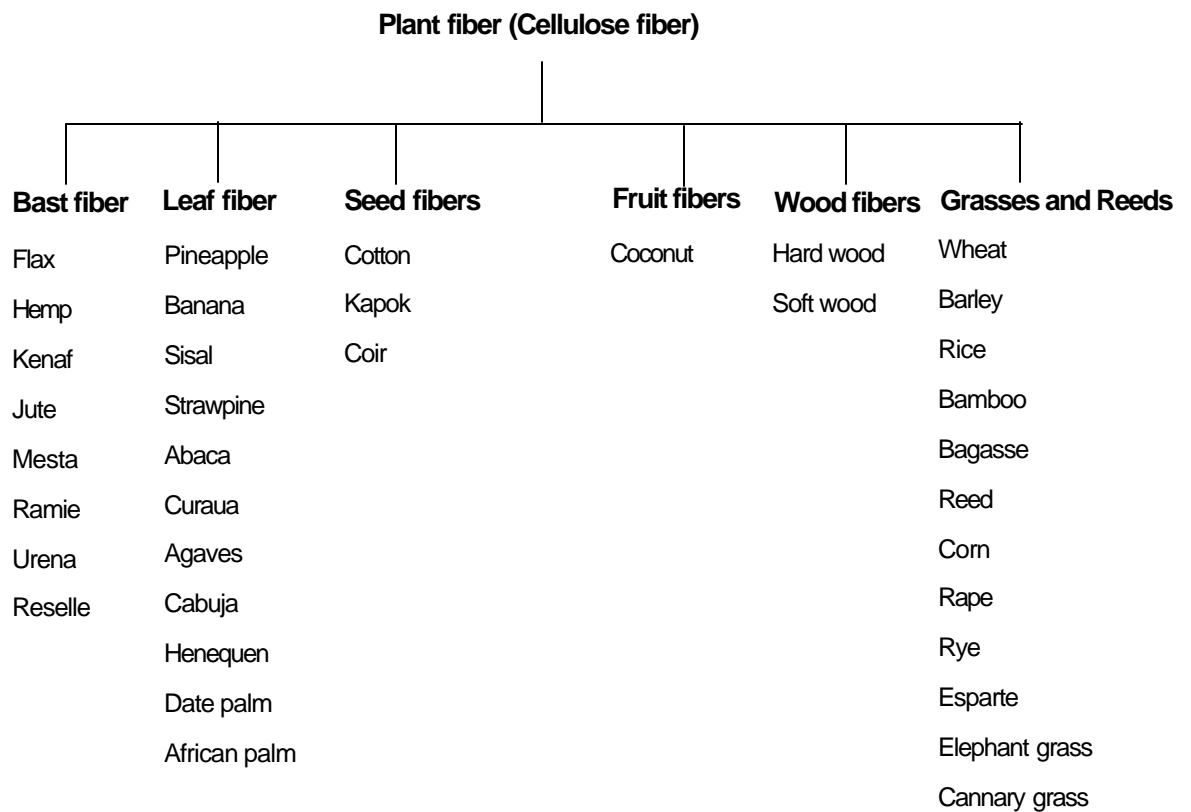 Plant fiber (Cellulose fiber)
Bast fiber
Flax
Hemp
Kenaf
Jute
Mesta
Ramie
Urena
Reselle
Leaf fiber
Pineapple
Banana
Sisal
Strawpine
Abaca
Curaua
Agaves
Cabuja
Henequen
Date palm
African palm
Seed fibers
Cotton
Kapok
Coir
Fruit fibers
Coconut
Wood fibers
Hard wood
Soft wood
Grasses and Reeds
Wheat
Barley
Rice
Bamboo
Bagasse
Reed
Corn
Rape
Rye
Esparte
Elephant grass
Cannary grass